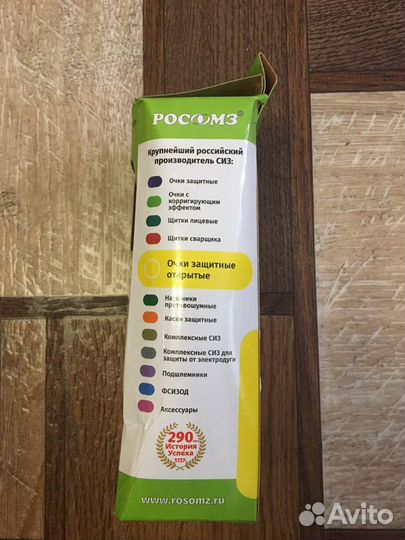 РОСОМЗ®
Крупнейший российский
производитель СИЗ:
Очки защитные
Очки с
корригирующим
эффектом
Щитки лицевые
Щитки сварщика
Очки защитные
открытые
Наушники
противошумные
Каски защитные
Комплексные СИЗ
Комплексные СИЗ для
защиты от электродуги
Подшлемники
ФСИЗОД
Аксессуары
290 лет
История
Успеха
1727г.
www.rosomz.ru
Avito